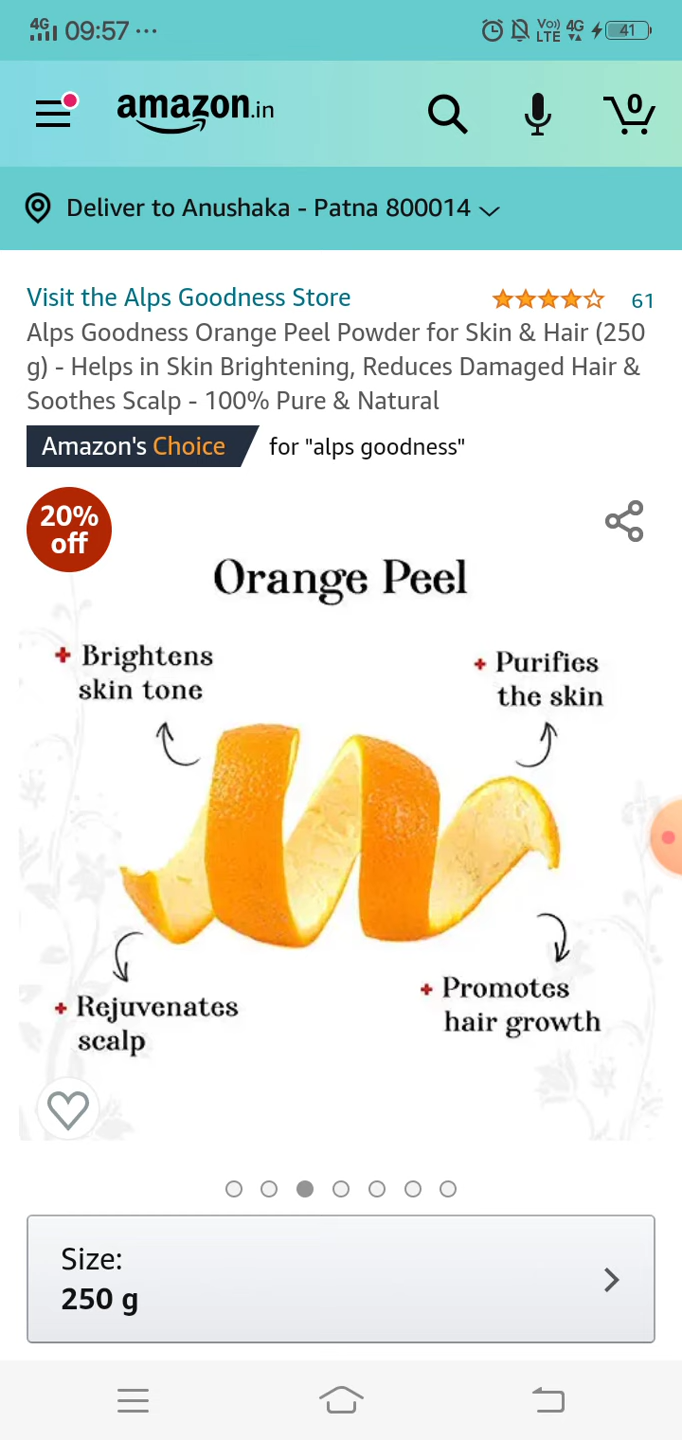 4G 09:57 ... Vo)) LTE 4G 41
amazon.in 0
Deliver to Anushaka - Patna 800014
Visit the Alps Goodness Store 61
Alps Goodness Orange Peel Powder for Skin & Hair (250
g) - Helps in Skin Brightening, Reduces Damaged Hair &
Soothes Scalp - 100% Pure & Natural
Amazon's Choice for "alps goodness"
20%
off
Orange Peel
+ Brightens
skin tone
+ Purifies
the skin
+ Rejuvenates
scalp
+ Promotes
hair growth
Size:
250 g